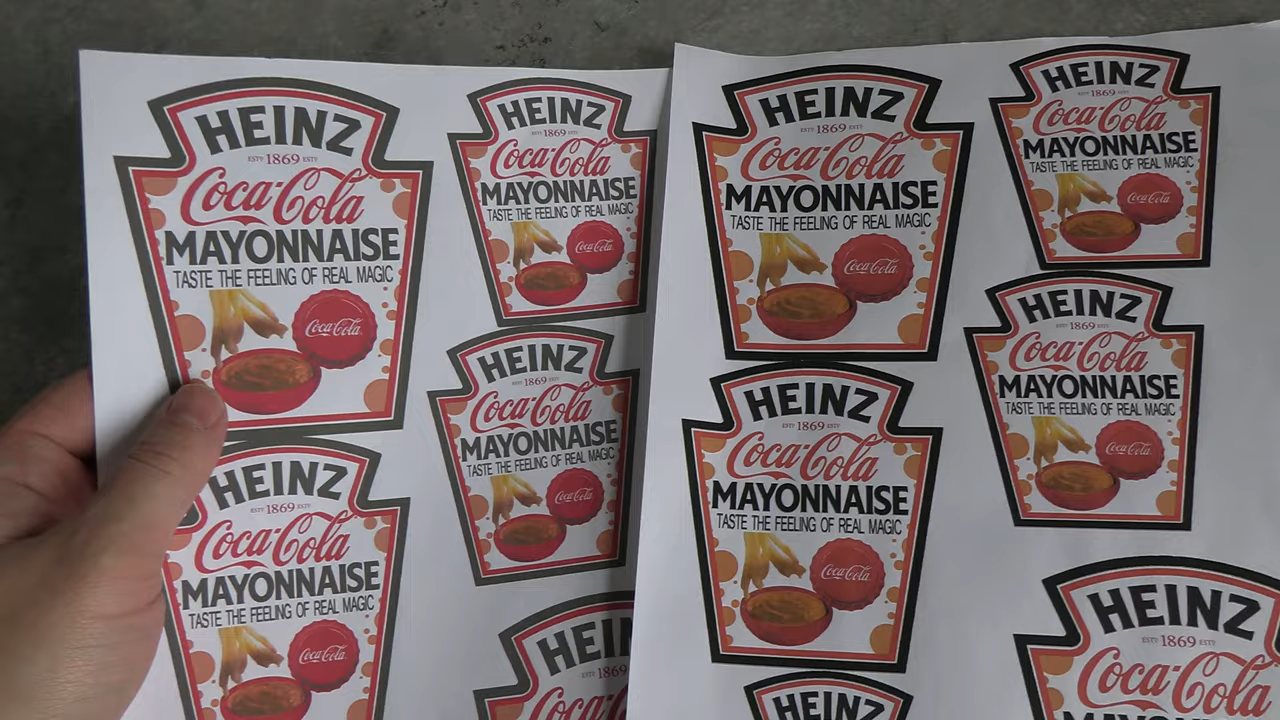 HEINZ
ESTD 1869 ESTD
Coca-Cola
MAYONNAISE
TASTE THE FEELING OF REAL MAGIC
Coca-Cola
HEINZ
ESTD 1869 ESTD
Coca-Cola
MAYONNAISE
TASTE THE FEELING OF REAL MAGIC
Coca-Cola
HEINZ
ESTD 1869 ESTD
Coca-Cola
MAYONNAISE
TASTE THE FEELING OF REAL MAGIC
Coca-Cola
HEINZ
ESTD 1869 ESTD
Coca-Cola
MAYONNAISE
TASTE THE FEELING OF REAL MAGIC
Coca-Cola
HEINZ
1869
HEINZ
ESTD 1869 ESTD
Coca-Cola
MAYONNAISE
TASTE THE FEELING OF REAL MAGIC
Coca-Cola
HEINZ
ESTD 1869 ESTD
Coca-Cola
MAYONNAISE
TASTE THE FEELING OF REAL MAGIC
Coca-Cola
HEINZ
ESTD 1869 ESTD
Coca-Cola
MAYONNAISE
TASTE THE FEELING OF REAL MAGIC
Coca-Cola
HEINZ
ESTD 1869 ESTD
Coca-Cola
MAYONNAISE
TASTE THE FEELING OF REAL MAGIC
Coca-Cola
HEINZ
HEINZ
ESTD 1869 ESTD
Coca-Cola